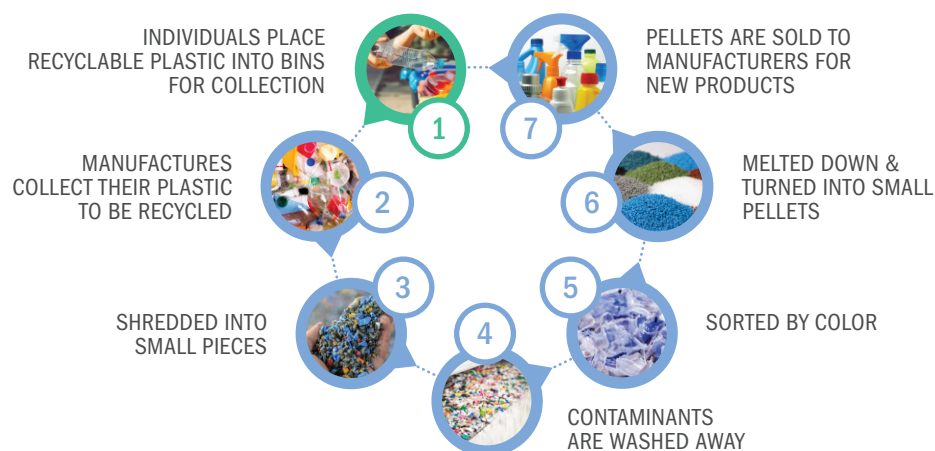 INDIVIDUALS PLACE
RECYCLABLE PLASTIC INTO BINS
FOR COLLECTION
1
MANUFACTURES
COLLECT THEIR PLASTIC
TO BE RECYCLED
2
SHREDDED INTO
SMALL PIECES
3
4
CONTAMINANTS
ARE WASHED AWAY
5
SORTED BY COLOR
6
MELTED DOWN &
TURNED INTO SMALL
PELLETS
7
PELLETS ARE SOLD TO
MANUFACTURERS FOR
NEW PRODUCTS